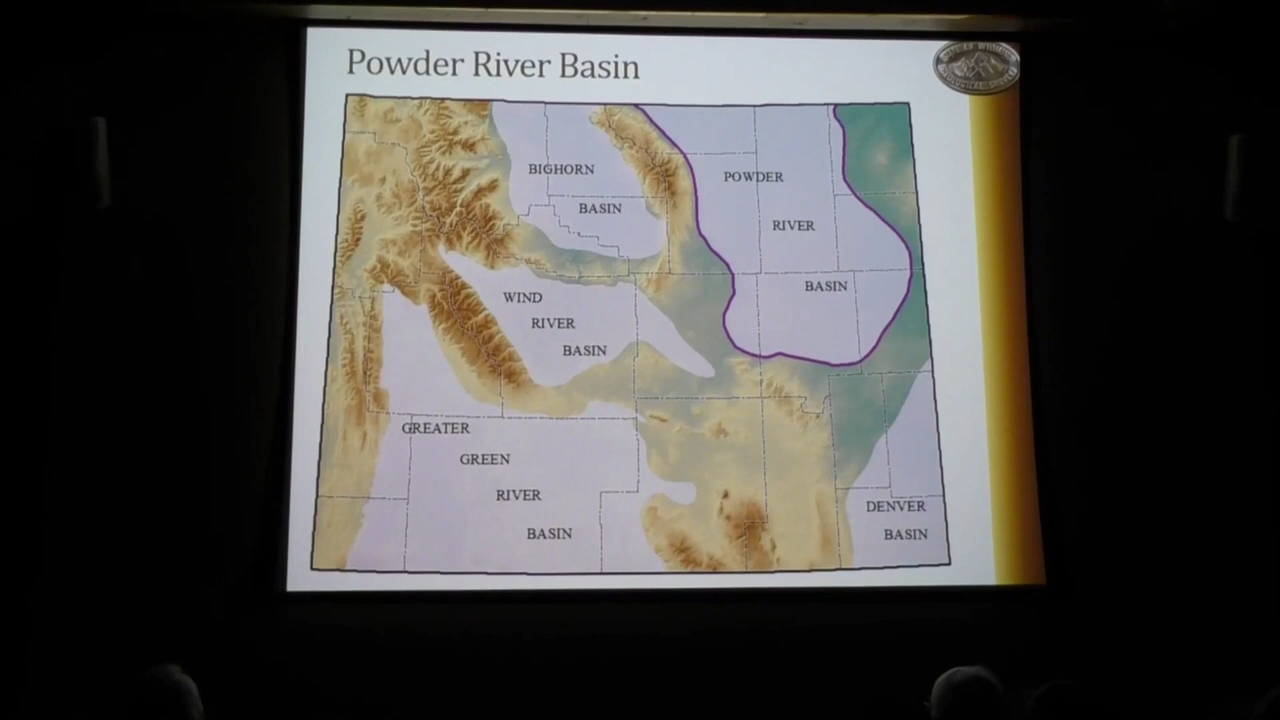 Powder River Basin
BIGHORN
BASIN
POWDER
RIVER
BASIN
WIND
RIVER
BASIN
GREATER
GREEN
RIVER
BASIN
DENVER
BASIN